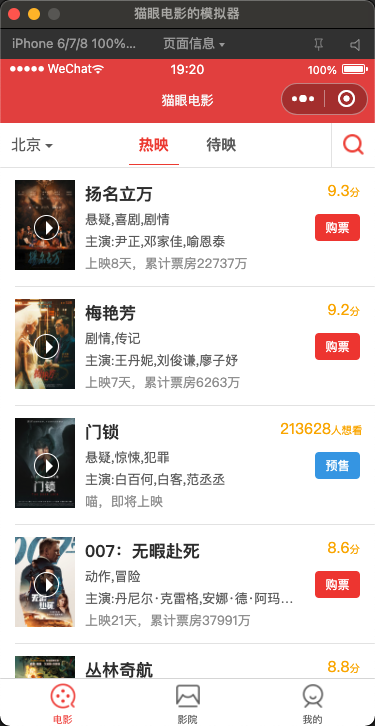 猫眼电影的模拟器
iPhone 6/7/8 100%... 页面信息
WeChat 19:20 100%
猫眼电影
北京 热映 待映
扬名立万 9.3分
悬疑,喜剧,剧情
主演:尹正,邓家佳,喻恩泰 购票
上映8天，累计票房22737万
梅艳芳 9.2分
剧情,传记
主演:王丹妮,刘俊谦,廖子妤 购票
上映7天，累计票房6263万
门锁 213628人想看
悬疑,惊悚,犯罪
主演:白百何,白客,范丞丞 预售
喵，即将上映
门锁
007：无暇赴死 8.6分
动作,冒险
主演:丹尼尔·克雷格,安娜·德·阿玛... 购票
上映21天，累计票房37991万
007
丛林奇航 8.8分
电影 影院 我的